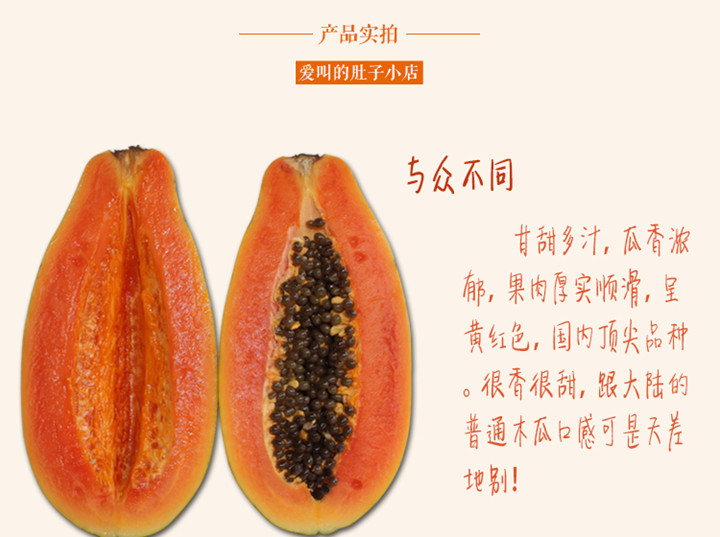 产品实拍
爱叫的肚子小店
与众不同
甘甜多汁，瓜香浓
郁，果肉厚实顺滑，呈
黄红色，国内顶尖品种
。很香很甜，跟大陆的
普通木瓜口感可是天差
地别！